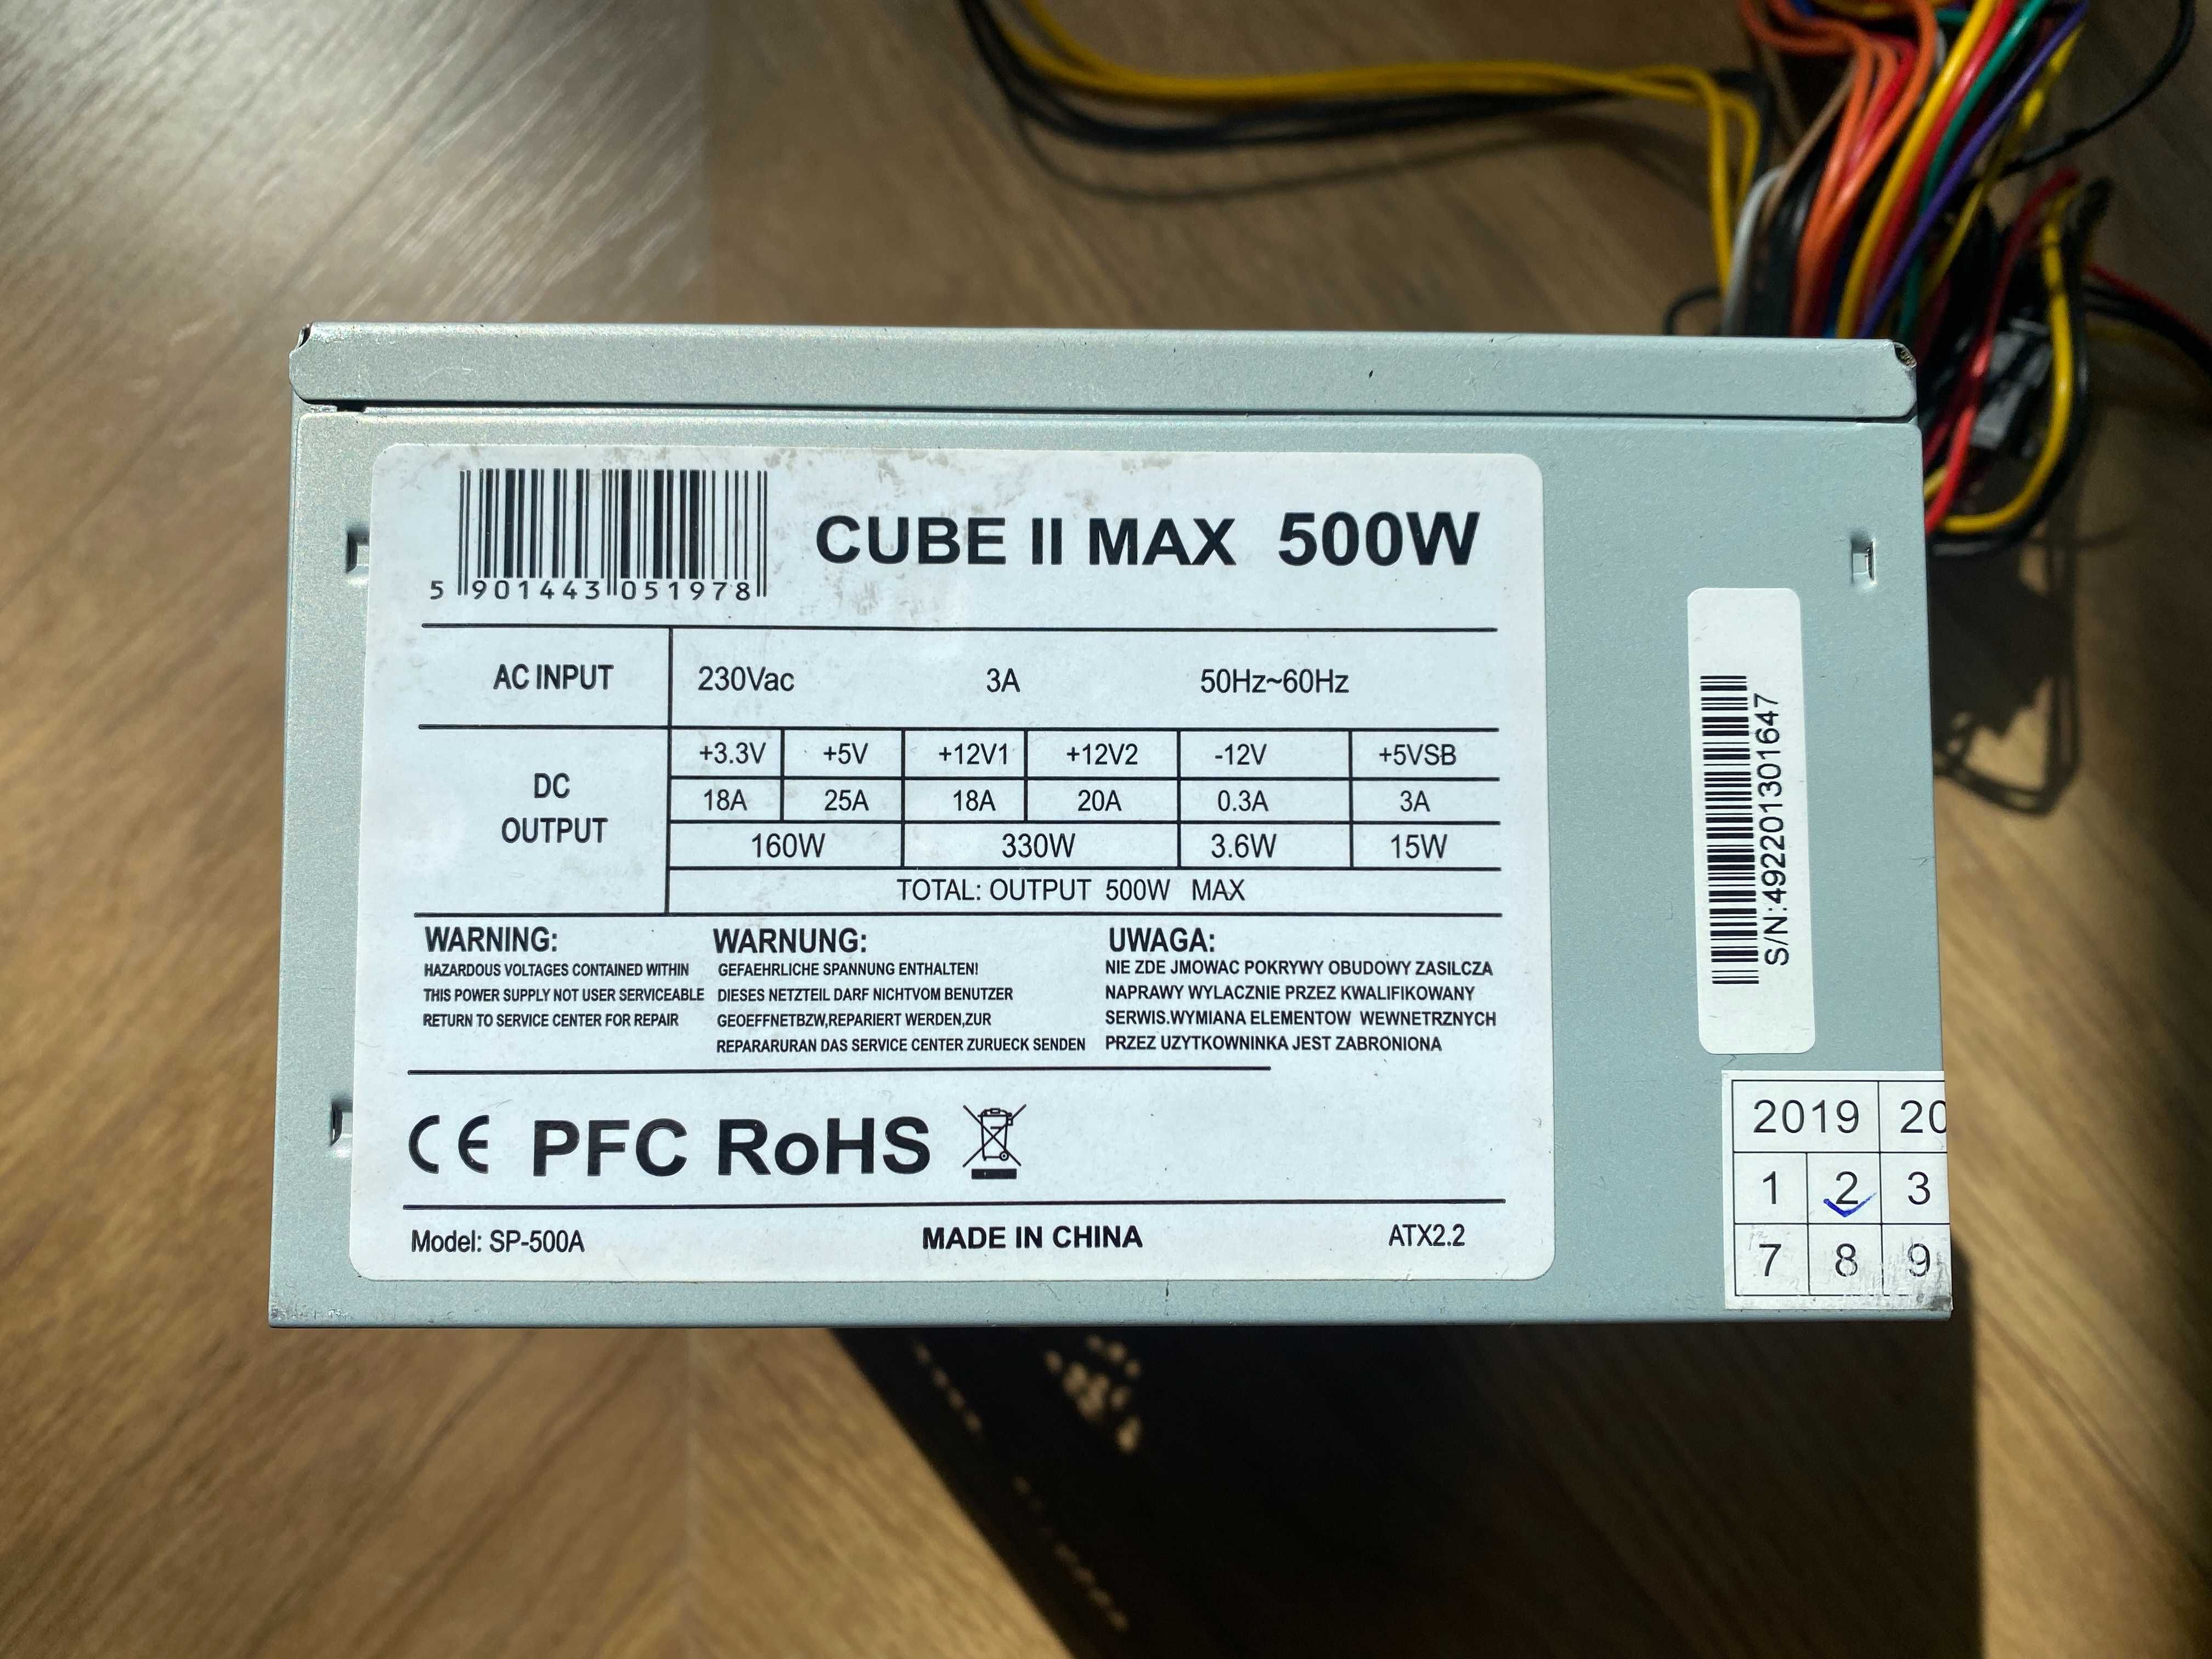 5 901443 051978
CUBE II MAX 500W
AC INPUT 230Vac 3A 50Hz~60Hz
DC OUTPUT
+3.3V +5V +12V1 +12V2 -12V +5VSB
18A 25A 18A 20A 0.3A 3A
160W 330W 3.6W 15W
TOTAL: OUTPUT 500W MAX
WARNING:
HAZARDOUS VOLTAGES CONTAINED WITHIN
THIS POWER SUPPLY NOT USER SERVICEABLE
RETURN TO SERVICE CENTER FOR REPAIR
WARNUNG:
GEFAEHRLICHE SPANNUNG ENTHALTEN!
DIESES NETZTEIL DARF NICHTVOM BENUTZER
GEOEFFNETBZW,REPARIERT WERDEN,ZUR
REPARARURAN DAS SERVICE CENTER ZURUECK SENDEN
UWAGA:
NIE ZDE JMOWAC POKRYWY OBUDOWY ZASILCZA
NAPRAWY WYLACZNIE PRZEZ KWALIFIKOWANY
SERWIS.WYMIANA ELEMENTOW WEWNETRZNYCH
PRZEZ UZYTKOWNINKA JEST ZABRONIONA
CE PFC RoHS
Model: SP-500A MADE IN CHINA ATX2.2
S/N:49220131301647
2019 20
1 2 3
7 8 9